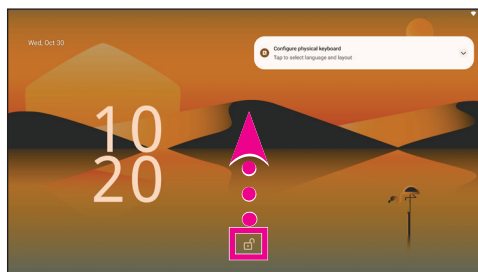 Wed, Oct 30
Configure physical keyboard
Tap to select language and layout
10
20